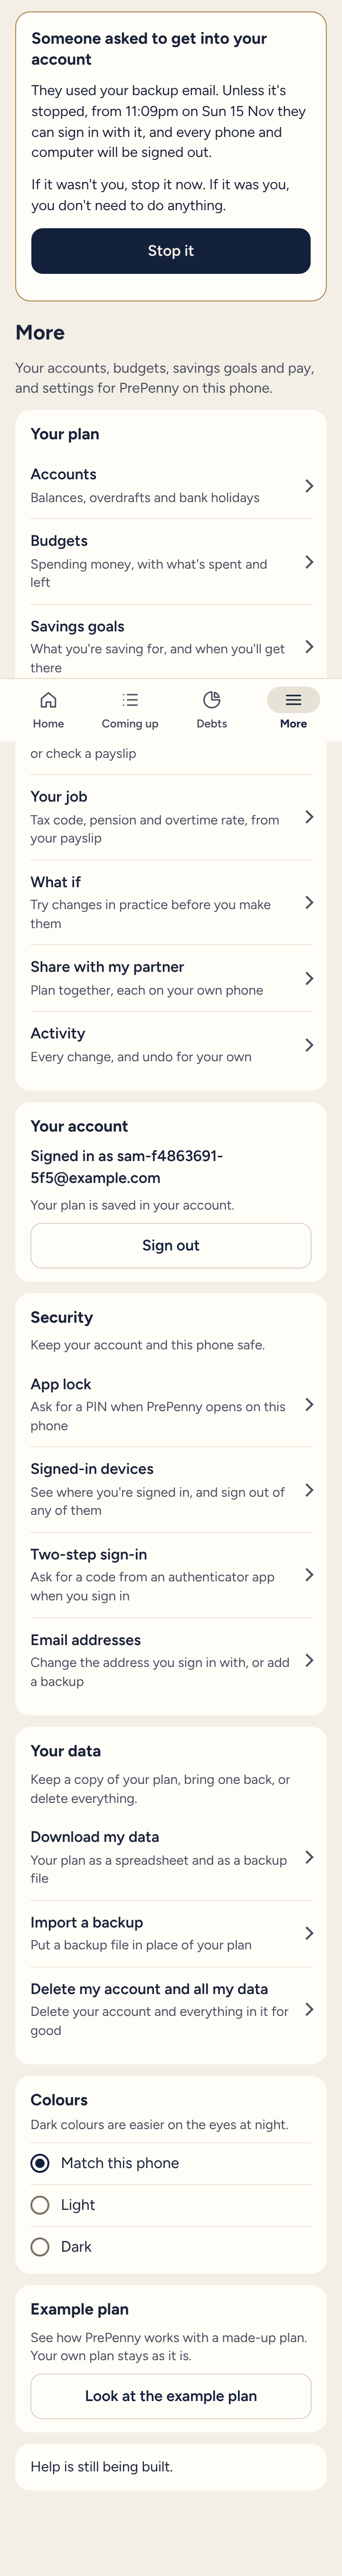 Someone asked to get into your
account
They used your backup email. Unless it's
stopped, from 11:09pm on Sun 15 Nov they
can sign in with it, and every phone and
computer will be signed out.
If it wasn't you, stop it now. If it was you,
you don't need to do anything.
Stop it
More
Your accounts, budgets, savings goals and pay,
and settings for PrePenny on this phone.
Your plan
Accounts
Balances, overdrafts and bank holidays
Budgets
Spending money, with what's spent and
left
Savings goals
What you're saving for, and when you'll get
there
Home
Coming up
Debts
More
or check a payslip
Your job
Tax code, pension and overtime rate, from
your payslip
What if
Try changes in practice before you make
them
Share with my partner
Plan together, each on your own phone
Activity
Every change, and undo for your own
Your account
Signed in as sam-f4863691-
5f5@example.com
Your plan is saved in your account.
Sign out
Security
Keep your account and this phone safe.
App lock
Ask for a PIN when PrePenny opens on this
phone
Signed-in devices
See where you're signed in, and sign out of
any of them
Two-step sign-in
Ask for a code from an authenticator app
when you sign in
Email addresses
Change the address you sign in with, or add
a backup
Your data
Keep a copy of your plan, bring one back, or
delete everything.
Download my data
Your plan as a spreadsheet and as a backup
file
Import a backup
Put a backup file in place of your plan
Delete my account and all my data
Delete your account and everything in it for
good
Colours
Dark colours are easier on the eyes at night.
Match this phone
Light
Dark
Example plan
See how PrePenny works with a made-up plan.
Your own plan stays as it is.
Look at the example plan
Help is still being built.